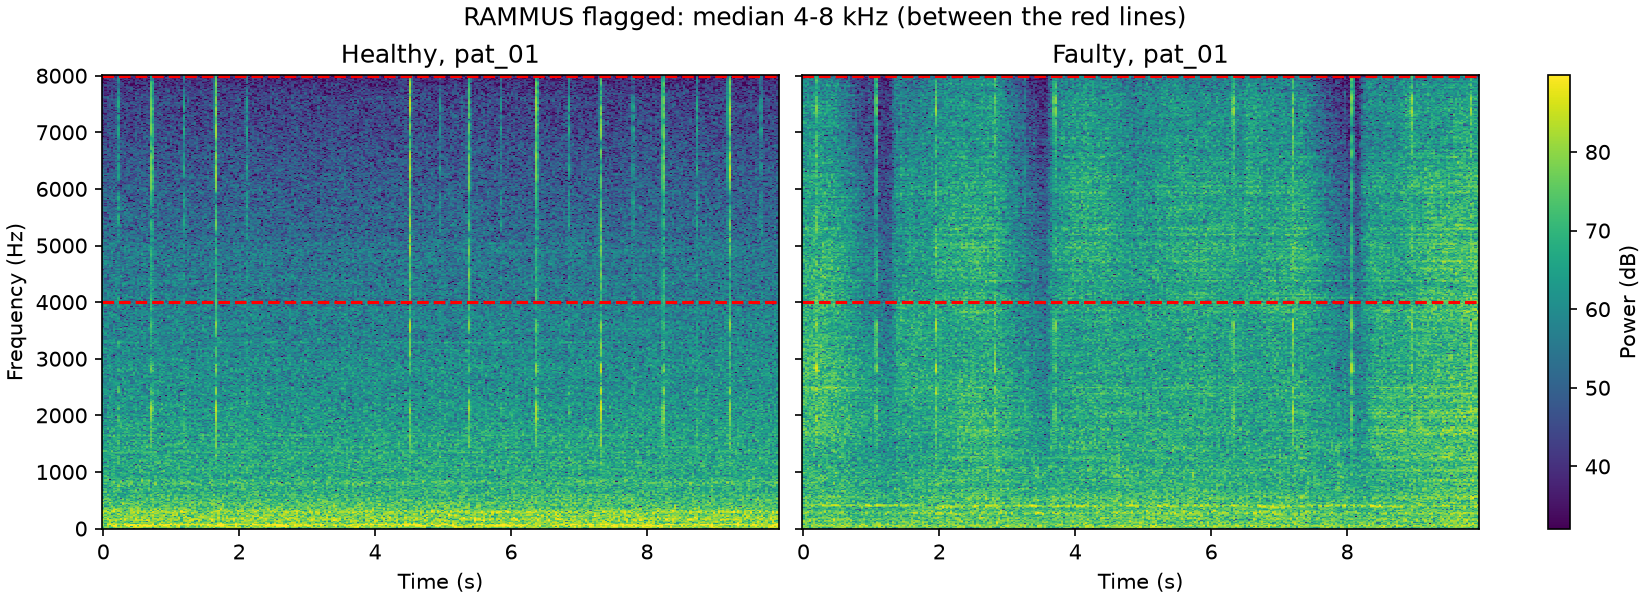 RAMMUS flagged: median 4-8 kHz (between the red lines)
Healthy, pat_01
Faulty, pat_01
8000
7000
6000
5000
4000
3000
2000
1000
0
Frequency (Hz)
0 2 4 6 8
Time (s)
0 2 4 6 8
Time (s)
80
70
60
50
40
Power (dB)